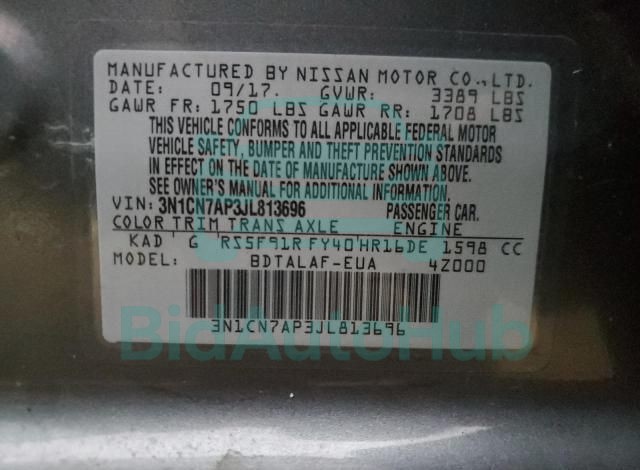 MANUFACTURED BY NISSAN MOTOR CO.,LTD.
DATE: 09/17. GVWR: 3389 LBS
GAWR FR: 1750 LBS GAWR RR: 1708 LBS
THIS VEHICLE CONFORMS TO ALL APPLICABLE FEDERAL MOTOR
VEHICLE SAFETY, BUMPER AND THEFT PREVENTION STANDARDS
IN EFFECT ON THE DATE OF MANUFACTURE SHOWN ABOVE.
SEE OWNER'S MANUAL FOR ADDITIONAL INFORMATION.
VIN: 3N1CN7AP3JL813696 PASSENGER CAR.
COLOR TRIM TRANS AXLE ENGINE
KAD G RS5F91R FY40 HR16DE 1598 CC
MODEL: BDTALAF-EUA 4Z000
3N1CN7AP3JL813696
BidAutoHub